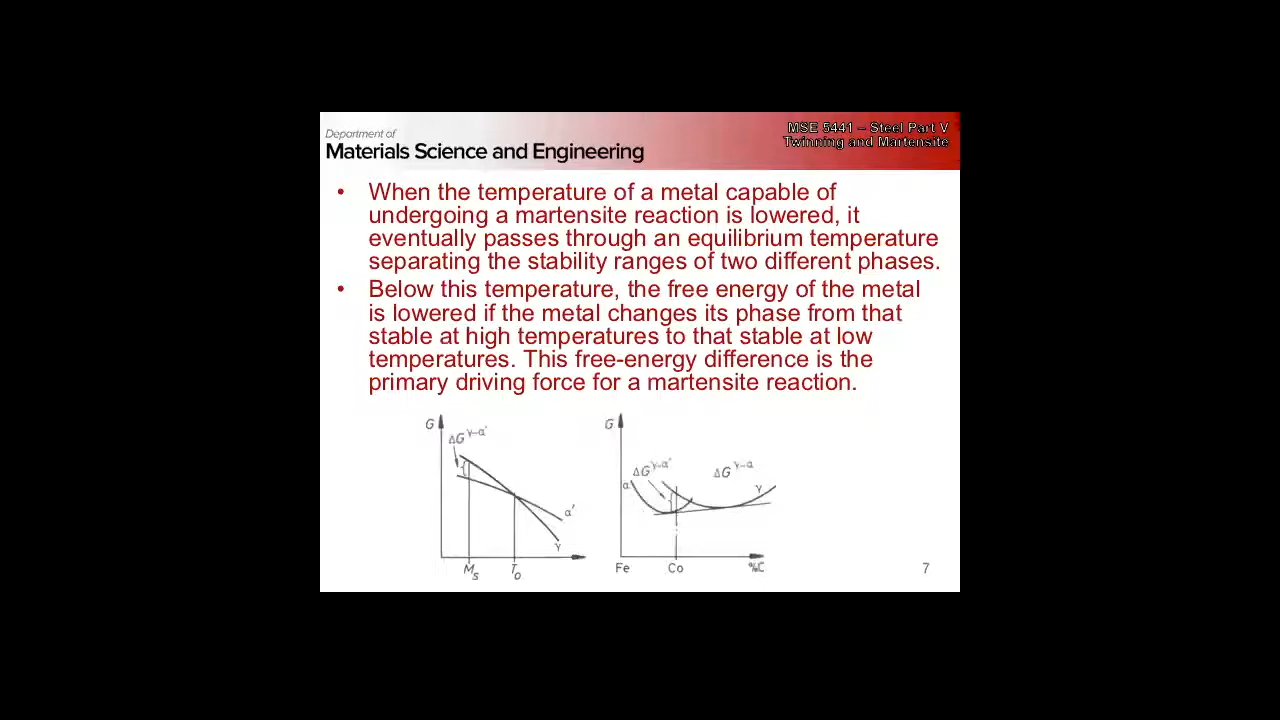 Department of
Materials Science and Engineering
MSE 5441 – Steel Part V
Twinning and Martensite
• When the temperature of a metal capable of
undergoing a martensite reaction is lowered, it
eventually passes through an equilibrium temperature
separating the stability ranges of two different phases.
• Below this temperature, the free energy of the metal
is lowered if the metal changes its phase from that
stable at high temperatures to that stable at low
temperatures. This free-energy difference is the
primary driving force for a martensite reaction.
G
ΔG^γ–α'
α'
γ
M_s
T_o
G
ΔG^γ–α'
ΔG^γ–α
α
γ
Fe
Co
%C
7